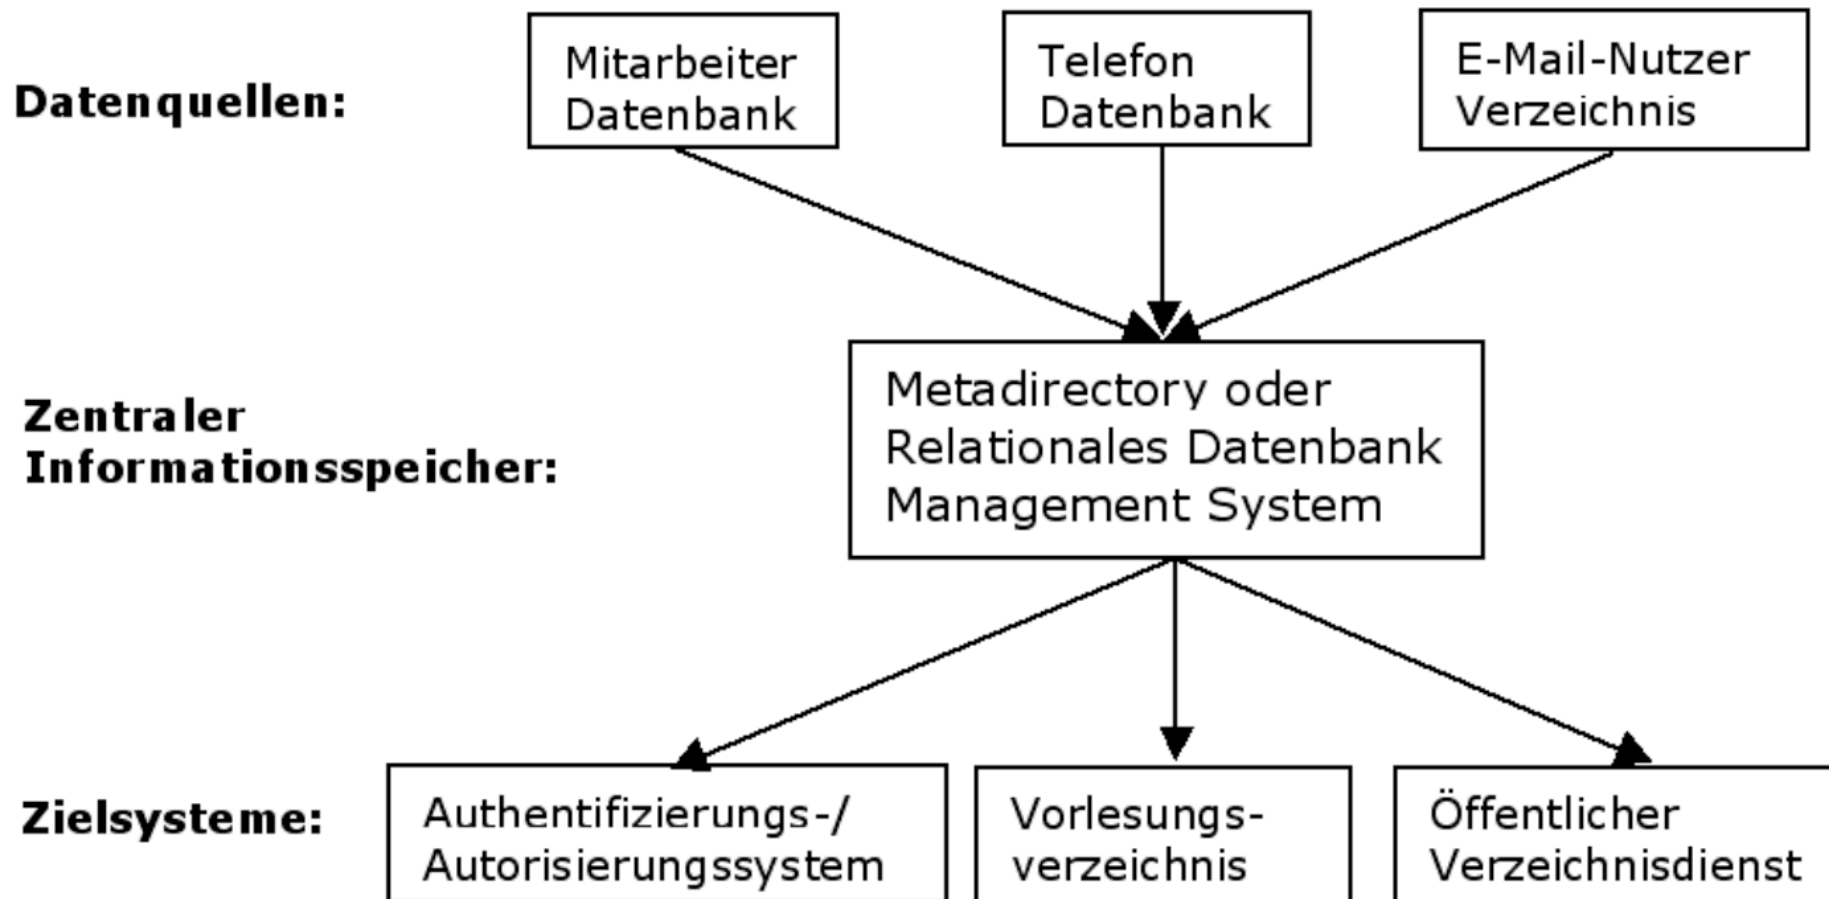 Datenquellen:
Mitarbeiter
Datenbank
Telefon
Datenbank
E-Mail-Nutzer
Verzeichnis
Zentraler
Informationsspeicher:
Metadirectory oder
Relationales Datenbank
Management System
Zielsysteme:
Authentifizierungs-/
Autorisierungssystem
Vorlesungs-
verzeichnis
Öffentlicher
Verzeichnisdienst